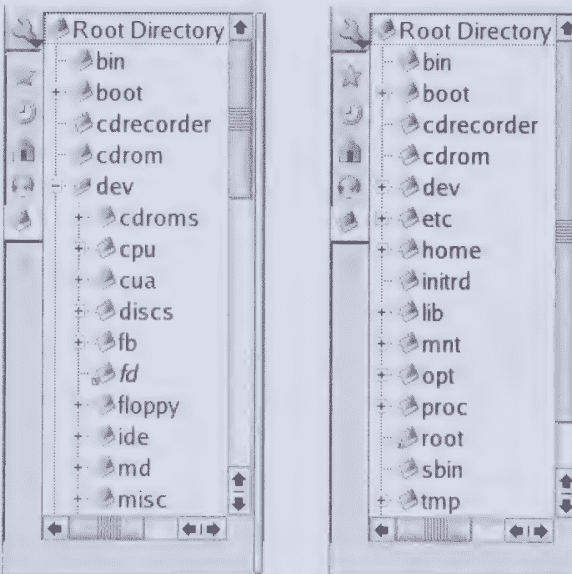 Root Directory
bin
boot
cdrecorder
cdrom
dev
cdroms
cpu
cua
discs
fb
fd
floppy
ide
md
misc
Root Directory
bin
boot
cdrecorder
cdrom
dev
etc
home
initrd
lib
mnt
opt
proc
root
sbin
tmp